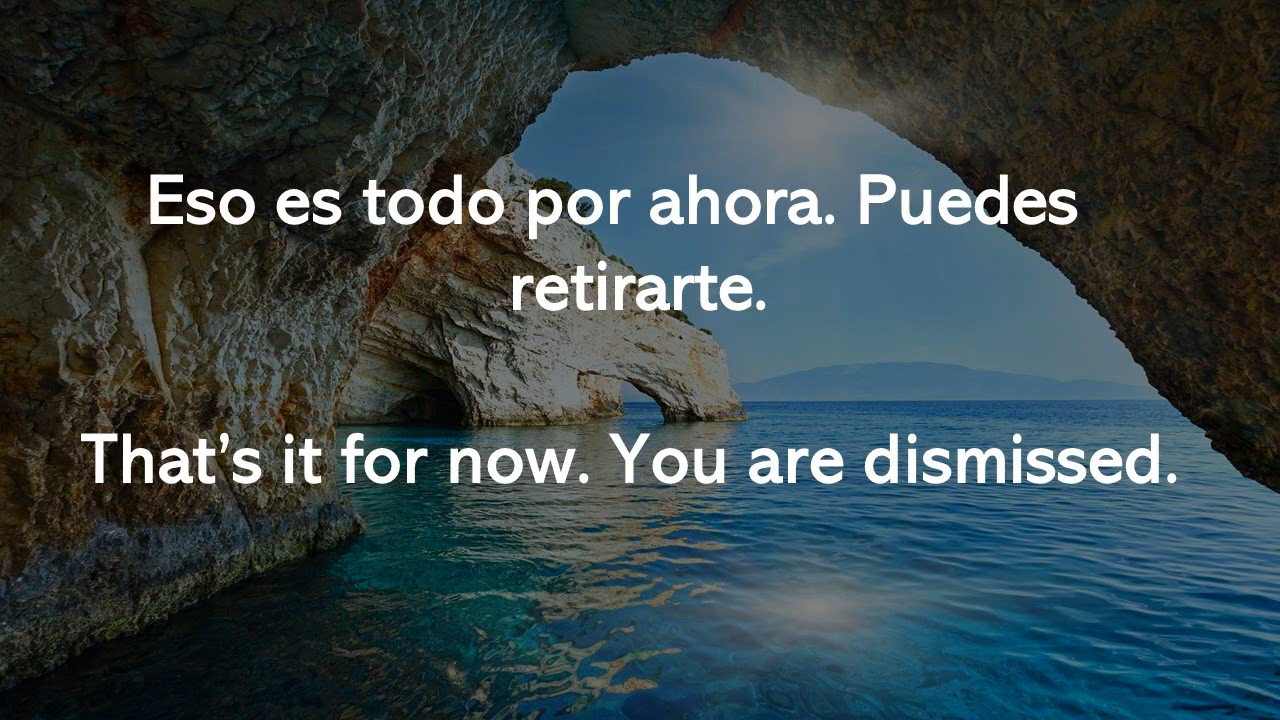 Eso es todo por ahora. Puedes
retirarte.
That’s it for now. You are dismissed.